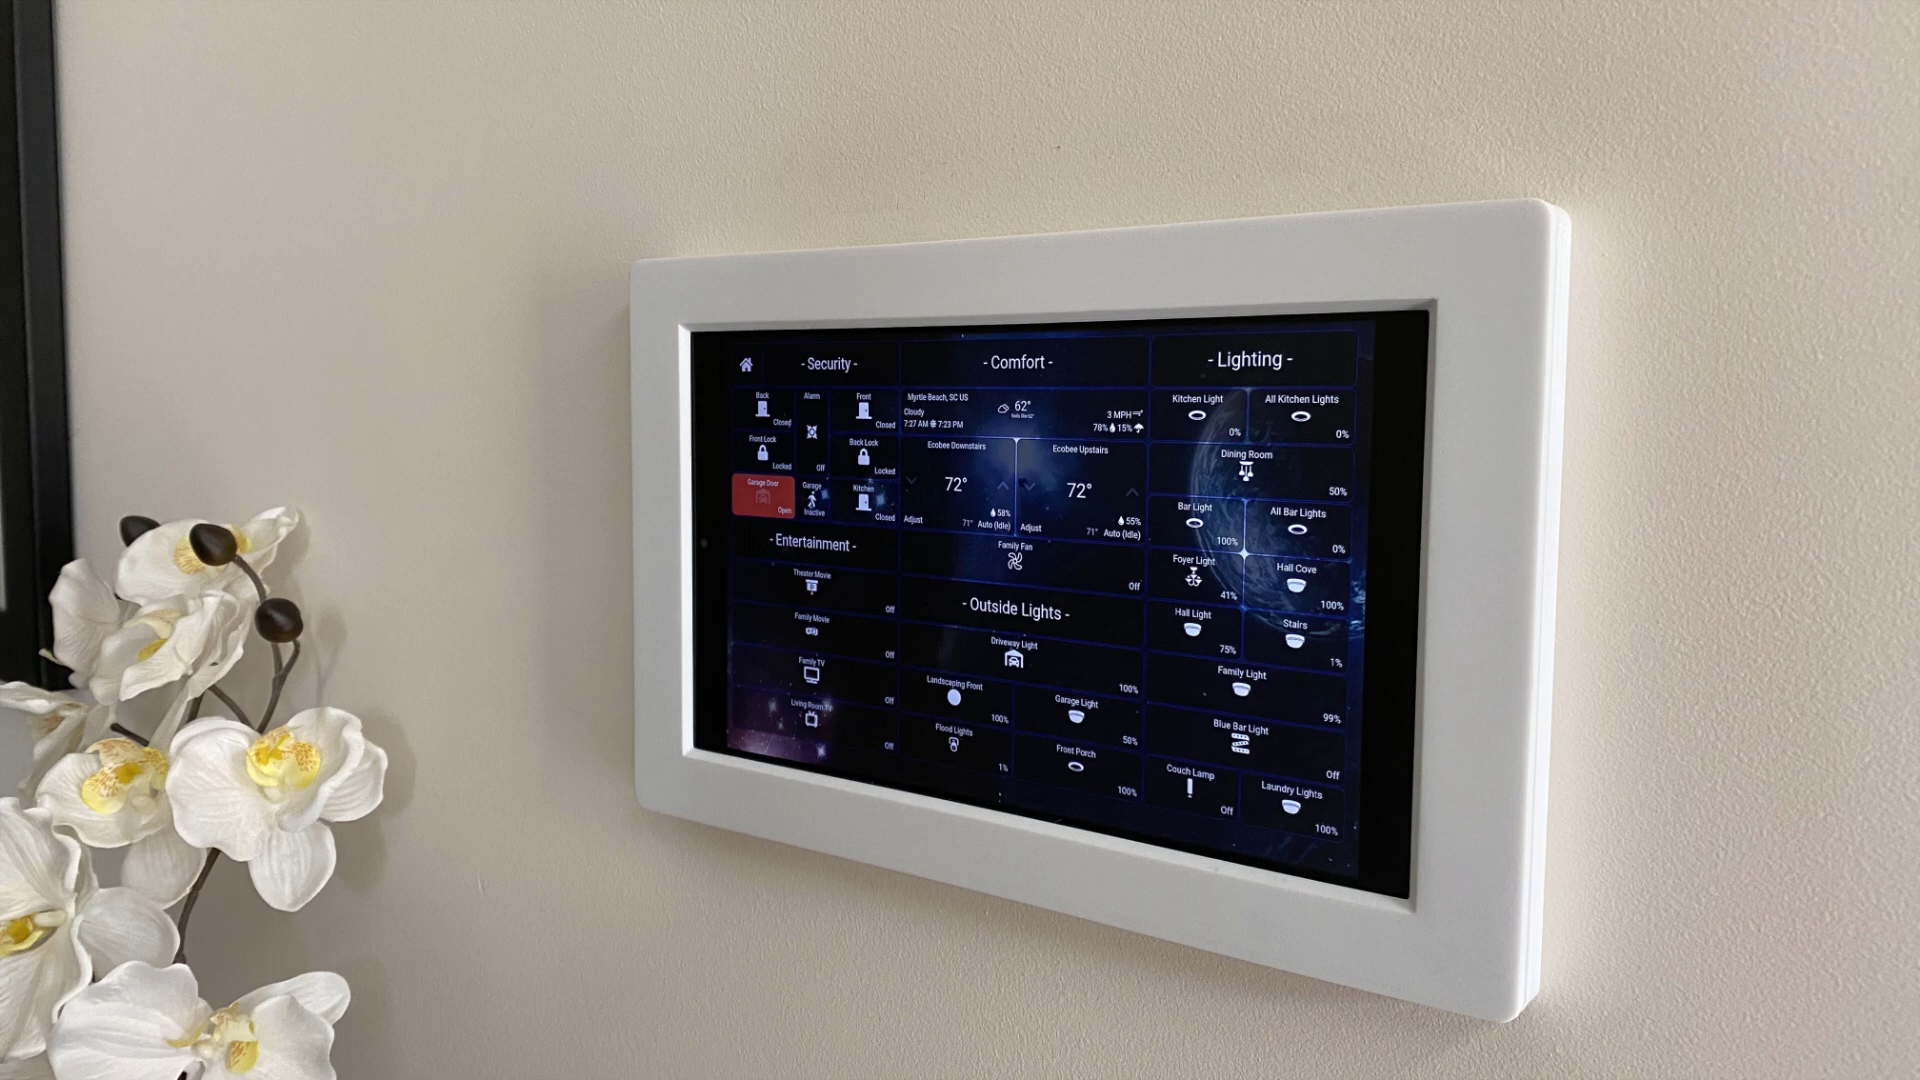 - Security -
Back
Closed
Alarm
Off
Front
Closed
Front Lock
Locked
Back Lock
Locked
Garage Door
Open
Garage
Inactive
Kitchen
Closed
- Entertainment -
Theater Movie
Off
Family Movie
Off
Family TV
Off
Living Room TV
Off
- Comfort -
Myrtle Beach, SC US
Cloudy
7:27 AM 7:23 PM
62°
feels like 62°
3 MPH
78% 15%
Ecobee Downstairs
72°
58%
Adjust 71° Auto (Idle)
Ecobee Upstairs
72°
55%
Adjust 71° Auto (Idle)
Family Fan
Off
- Outside Lights -
Driveway Light
100%
Landscaping Front
100%
Garage Light
50%
Flood Lights
1%
Front Porch
100%
- Lighting -
Kitchen Light
0%
All Kitchen Lights
0%
Dining Room
50%
Bar Light
100%
All Bar Lights
0%
Foyer Light
41%
Hall Cove
100%
Hall Light
75%
Stairs
1%
Family Light
99%
Blue Bar Light
Off
Couch Lamp
Off
Laundry Lights
100%